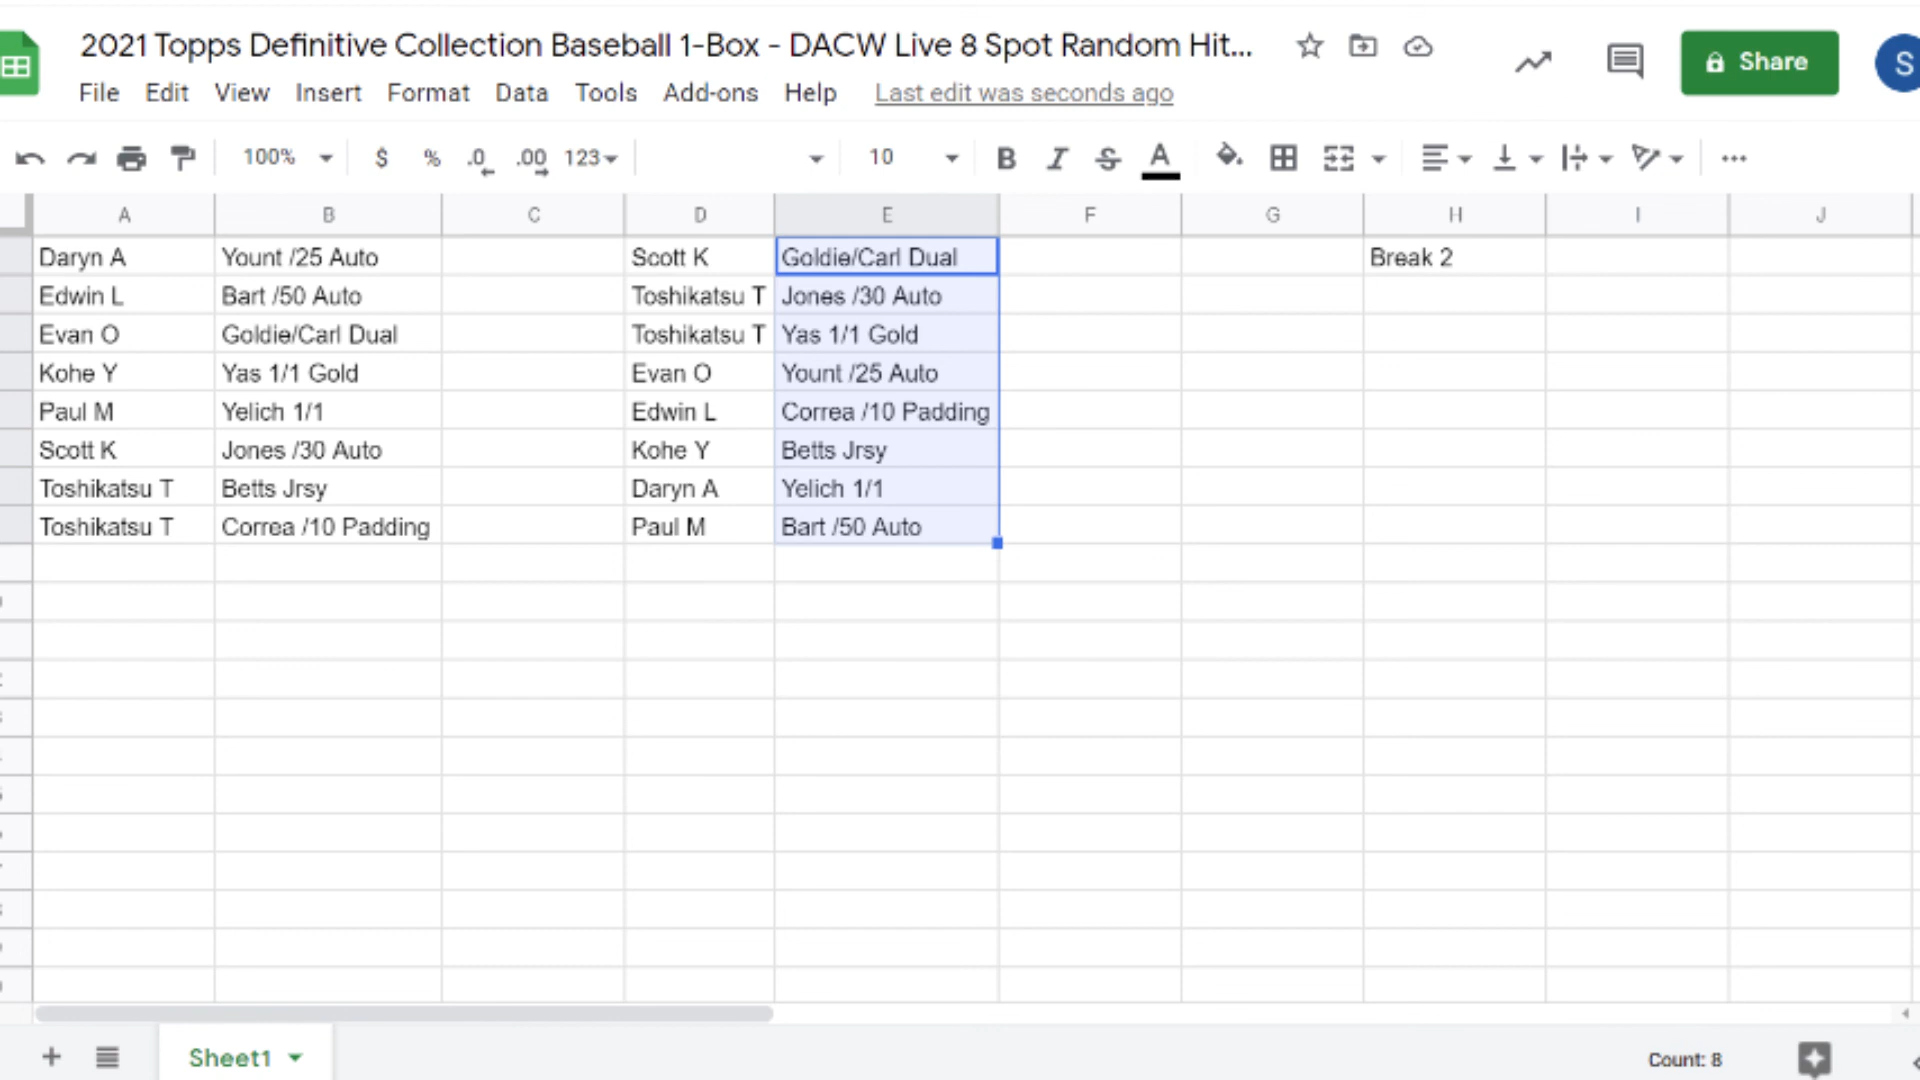 2021 Topps Definitive Collection Baseball 1-Box - DACW Live 8 Spot Random Hit...
Share
S
File Edit View Insert Format Data Tools Add-ons Help Last edit was seconds ago
100% $ % .0 .00 123 10 B I S A
A B C D E F G H I J
Daryn A Yount /25 Auto Scott K Goldie/Carl Dual Break 2
Edwin L Bart /50 Auto Toshikatsu T Jones /30 Auto
Evan O Goldie/Carl Dual Toshikatsu T Yas 1/1 Gold
Kohe Y Yas 1/1 Gold Evan O Yount /25 Auto
Paul M Yelich 1/1 Edwin L Correa /10 Padding
Scott K Jones /30 Auto Kohe Y Betts Jrsy
Toshikatsu T Betts Jrsy Daryn A Yelich 1/1
Toshikatsu T Correa /10 Padding Paul M Bart /50 Auto
Sheet1
Count: 8